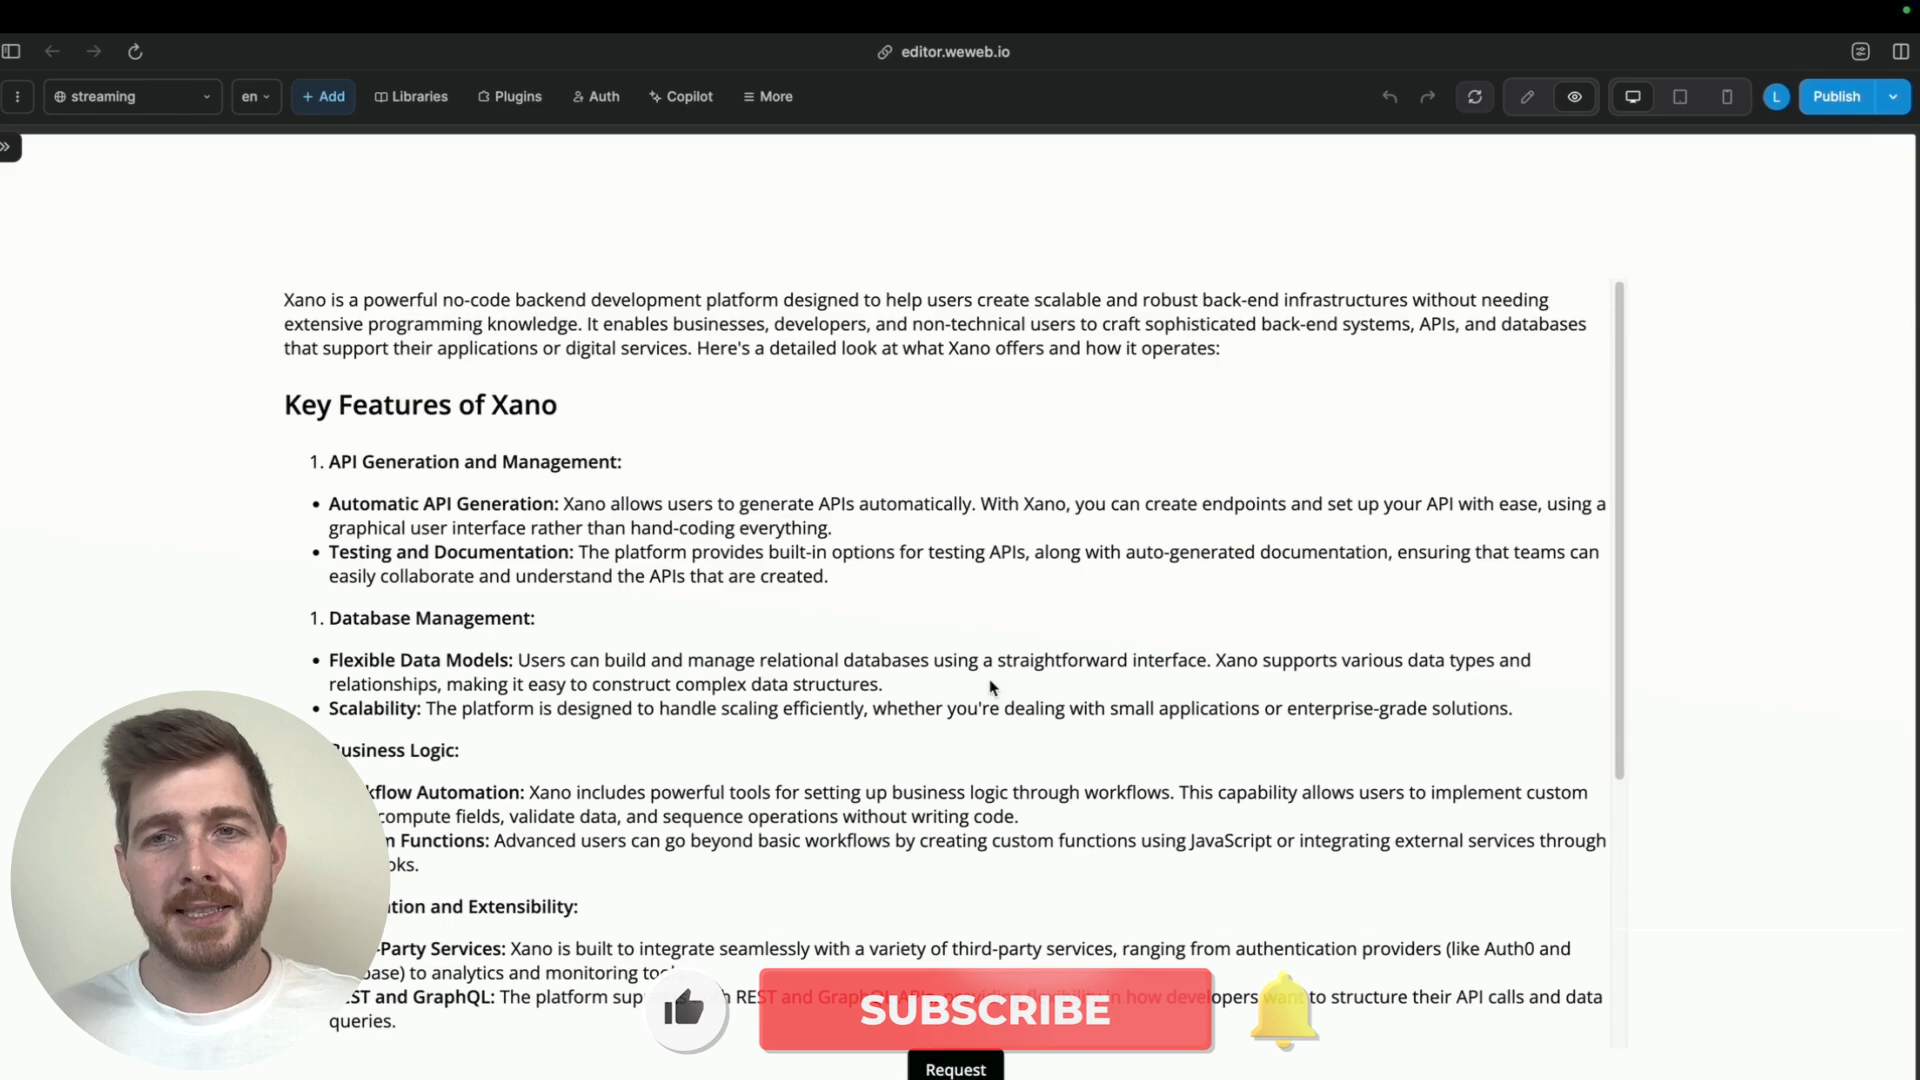 editor.weweb.io
streaming
en
+ Add
Libraries
Plugins
Auth
Copilot
More
L
Publish
Xano is a powerful no-code backend development platform designed to help users create scalable and robust back-end infrastructures without needing
extensive programming knowledge. It enables businesses, developers, and non-technical users to craft sophisticated back-end systems, APIs, and databases
that support their applications or digital services. Here's a detailed look at what Xano offers and how it operates:
Key Features of Xano
1. API Generation and Management:
• Automatic API Generation: Xano allows users to generate APIs automatically. With Xano, you can create endpoints and set up your API with ease, using a
graphical user interface rather than hand-coding everything.
• Testing and Documentation: The platform provides built-in options for testing APIs, along with auto-generated documentation, ensuring that teams can
easily collaborate and understand the APIs that are created.
1. Database Management:
• Flexible Data Models: Users can build and manage relational databases using a straightforward interface. Xano supports various data types and
relationships, making it easy to construct complex data structures.
• Scalability: The platform is designed to handle scaling efficiently, whether you're dealing with small applications or enterprise-grade solutions.
Business Logic:
kflow Automation: Xano includes powerful tools for setting up business logic through workflows. This capability allows users to implement custom
compute fields, validate data, and sequence operations without writing code.
m Functions: Advanced users can go beyond basic workflows by creating custom functions using JavaScript or integrating external services through
oks.
ation and Extensibility:
-Party Services: Xano is built to integrate seamlessly with a variety of third-party services, ranging from authentication providers (like Auth0 and
base) to analytics and monitoring too
EST and GraphQL: The platform sup REST and GraphQL APIs, providing flexibility in how developers want to structure their API calls and data
queries.
SUBSCRIBE
Request